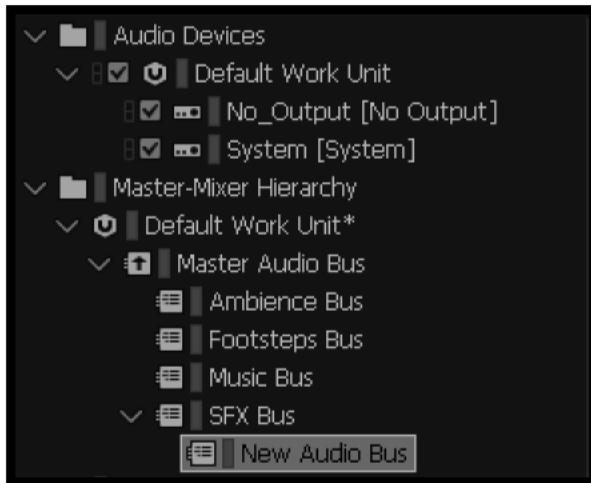 Audio Devices
Default Work Unit
No_Output [No Output]
System [System]
Master-Mixer Hierarchy
Default Work Unit*
Master Audio Bus
Ambience Bus
Footsteps Bus
Music Bus
SFX Bus
New Audio Bus